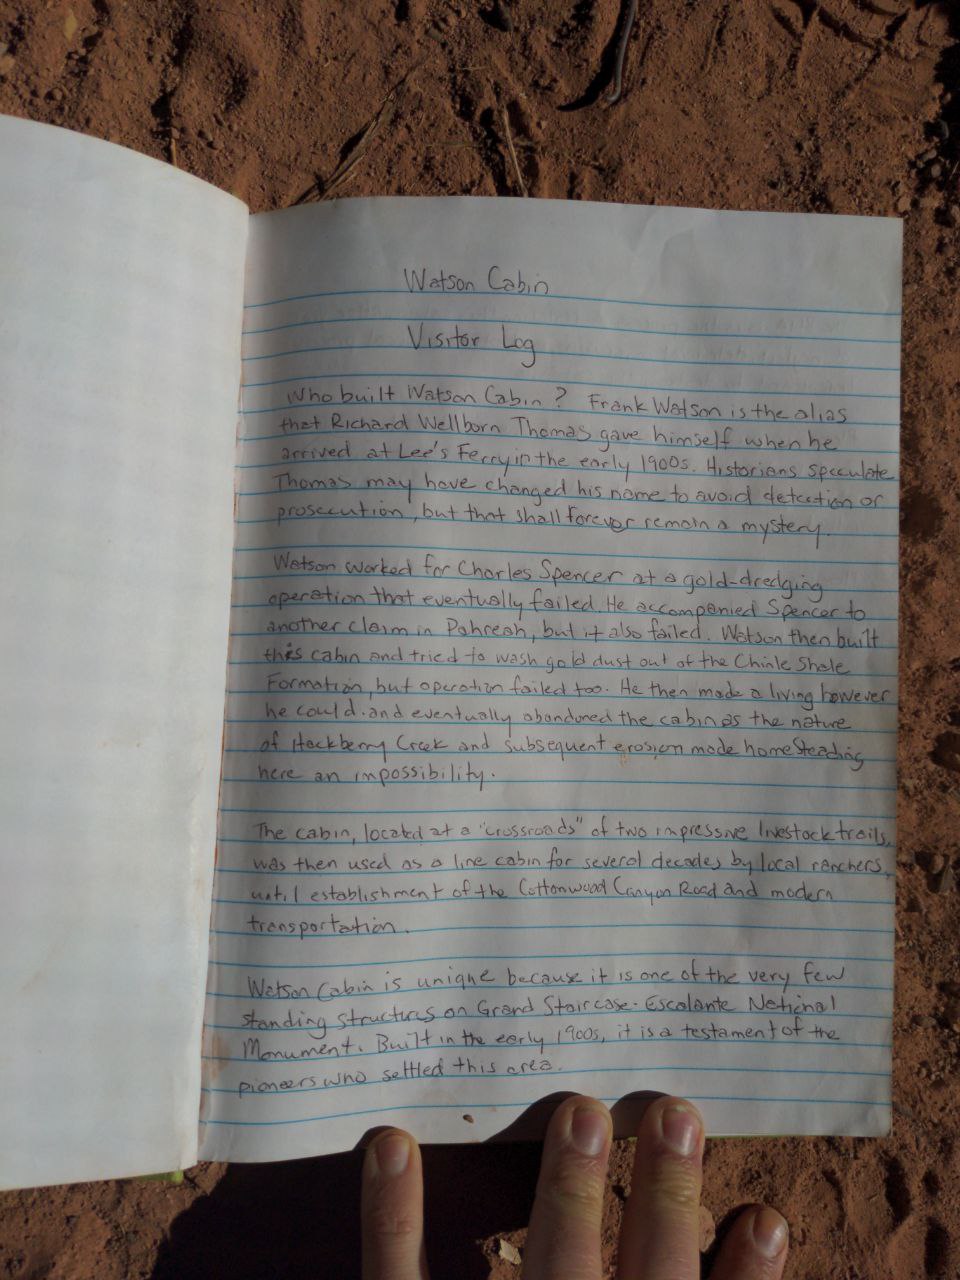 Watson Cabin
Visitor Log
Who built Watson Cabin? Frank Watson is the alias
that Richard Wellborn Thomas gave himself when he
arrived at Lee's Ferry in the early 1900s. Historians speculate
Thomas may have changed his name to avoid detection or
prosecution, but that shall forever remain a mystery.
Watson worked for Charles Spencer at a gold-dredging
operation that eventually failed. He accompanied Spencer to
another claim in Pahreah, but it also failed. Watson then built
this cabin and tried to wash gold dust out of the Chinle Shale
Formation, but operation failed too. He then made a living however
he could. and eventually abandoned the cabin as the nature
of Hackberry Creek and subsequent erosion made homesteading
here an impossibility.
The cabin, located at a "crossroads" of two impressive livestock trails,
was then used as a line cabin for several decades by local ranchers,
until establishment of the Cottonwood Canyon Road and modern
transportation.
Watson Cabin is unique because it is one of the very few
standing structures on Grand Staircase-Escalante National
Monument. Built in the early 1900s, it is a testament of the
pioneers who settled this area.